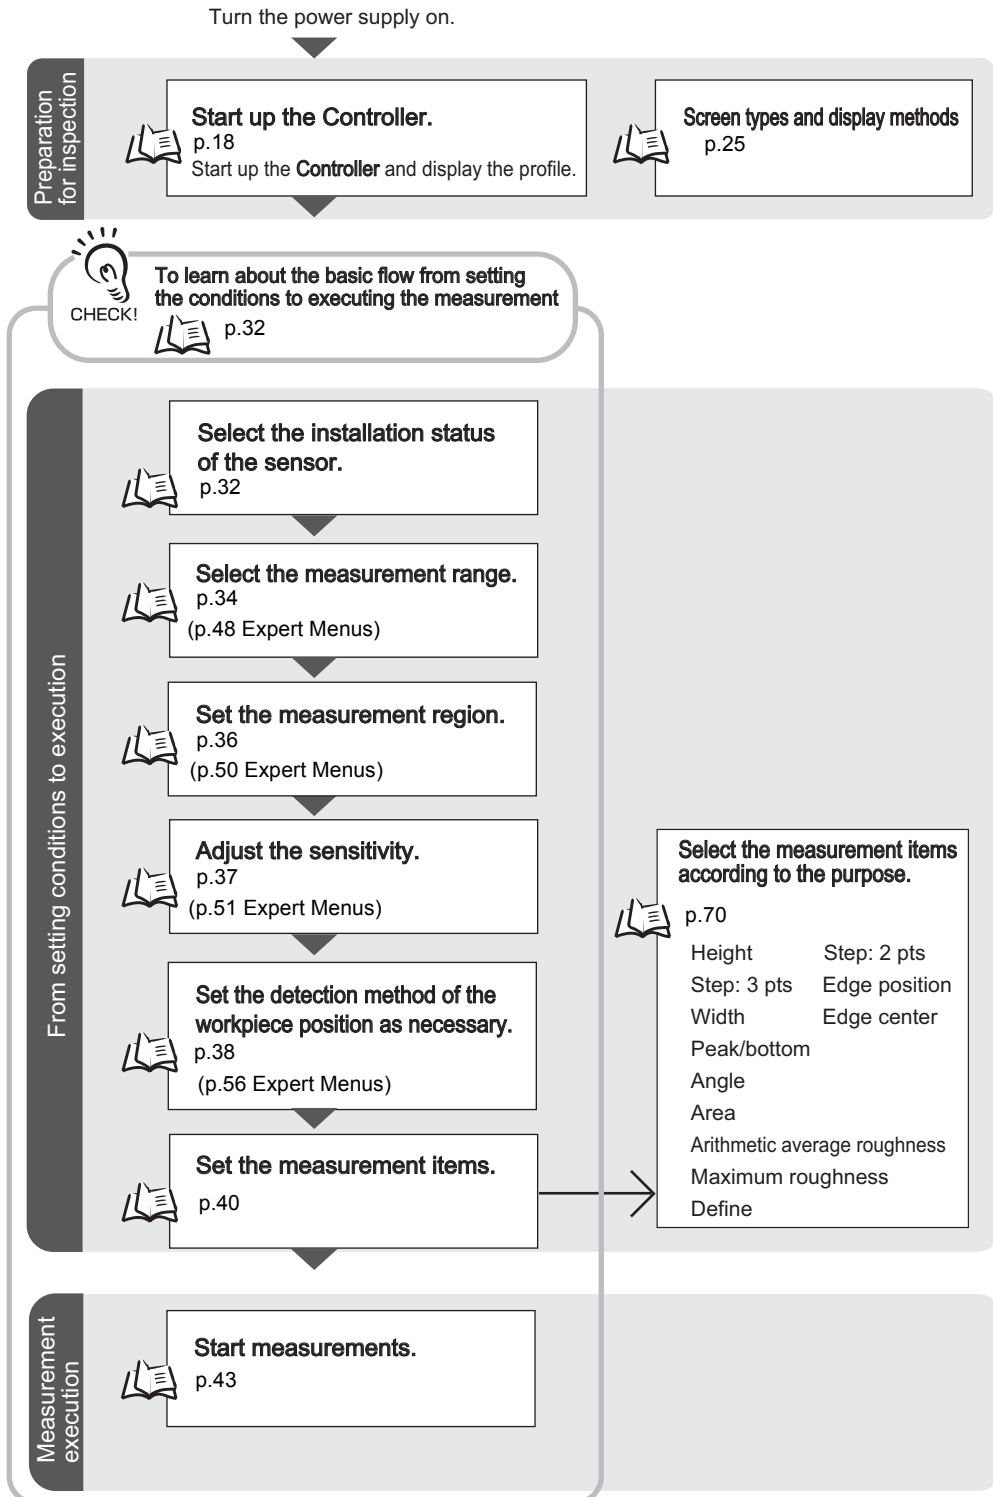 Turn the power supply on.
Preparation
for inspection
Start up the Controller.
p.18
Start up the Controller and display the profile.
Screen types and display methods
p.25
CHECK!
To learn about the basic flow from setting
the conditions to executing the measurement
p.32
From setting conditions to execution
Select the installation status
of the sensor.
p.32
Select the measurement range.
p.34
(p.48 Expert Menus)
Set the measurement region.
p.36
(p.50 Expert Menus)
Adjust the sensitivity.
p.37
(p.51 Expert Menus)
Set the detection method of the
workpiece position as necessary.
p.38
(p.56 Expert Menus)
Set the measurement items.
p.40
Select the measurement items
according to the purpose.
p.70
Height Step: 2 pts
Step: 3 pts Edge position
Width Edge center
Peak/bottom
Angle
Area
Arithmetic average roughness
Maximum roughness
Define
Measurement
execution
Start measurements.
p.43